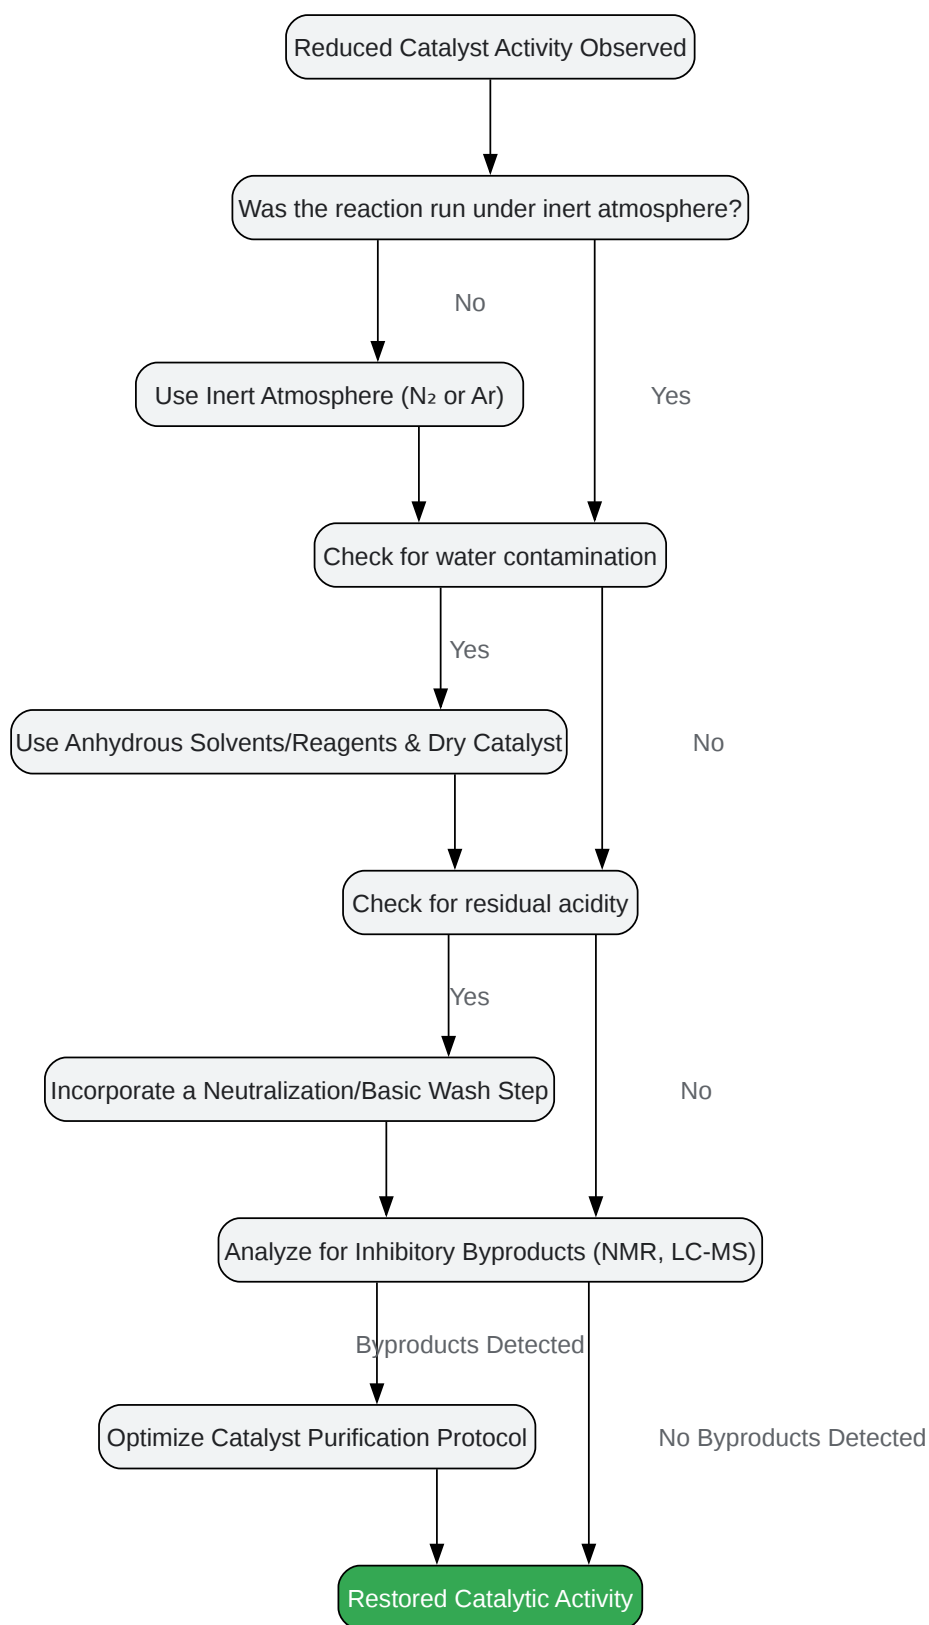 Reduced Catalyst Activity Observed
Was the reaction run under inert atmosphere?
No
Use Inert Atmosphere (N₂ or Ar)
Yes
Check for water contamination
Yes
Use Anhydrous Solvents/Reagents & Dry Catalyst
No
Check for residual acidity
Yes
Incorporate a Neutralization/Basic Wash Step
No
Analyze for Inhibitory Byproducts (NMR, LC-MS)
Byproducts Detected
Optimize Catalyst Purification Protocol
No Byproducts Detected
Restored Catalytic Activity